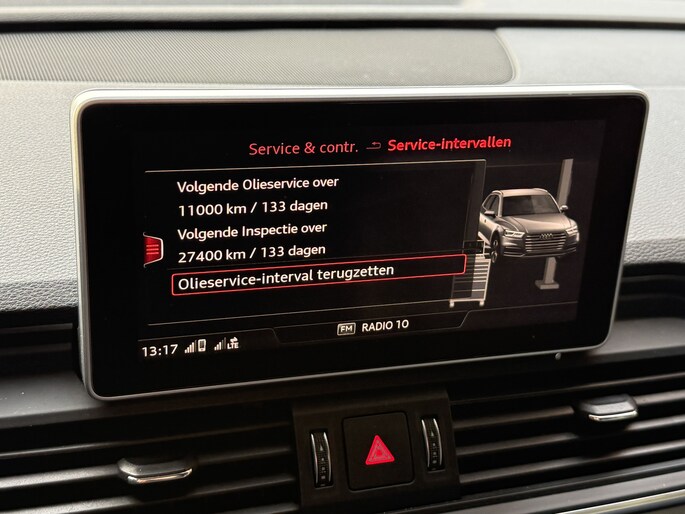 Service & contr. Service-intervallen
Volgende Olieservice over
11000 km / 133 dagen
Volgende Inspectie over
27400 km / 133 dagen
Olieservice-interval terugzetten
FM RADIO 10
13:17 LTE